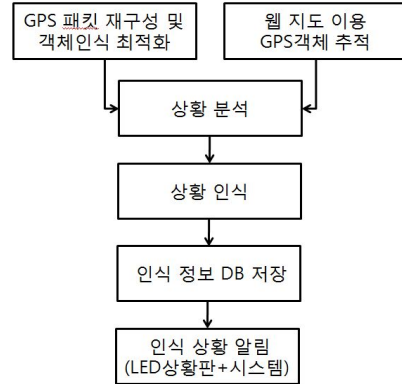 GPS 패킷 재구성 및
객체인식 최적화
웹 지도 이용
GPS객체 추적
상황 분석
상황 인식
인식 정보 DB 저장
인식 상황 알림
(LED상황판+시스템)